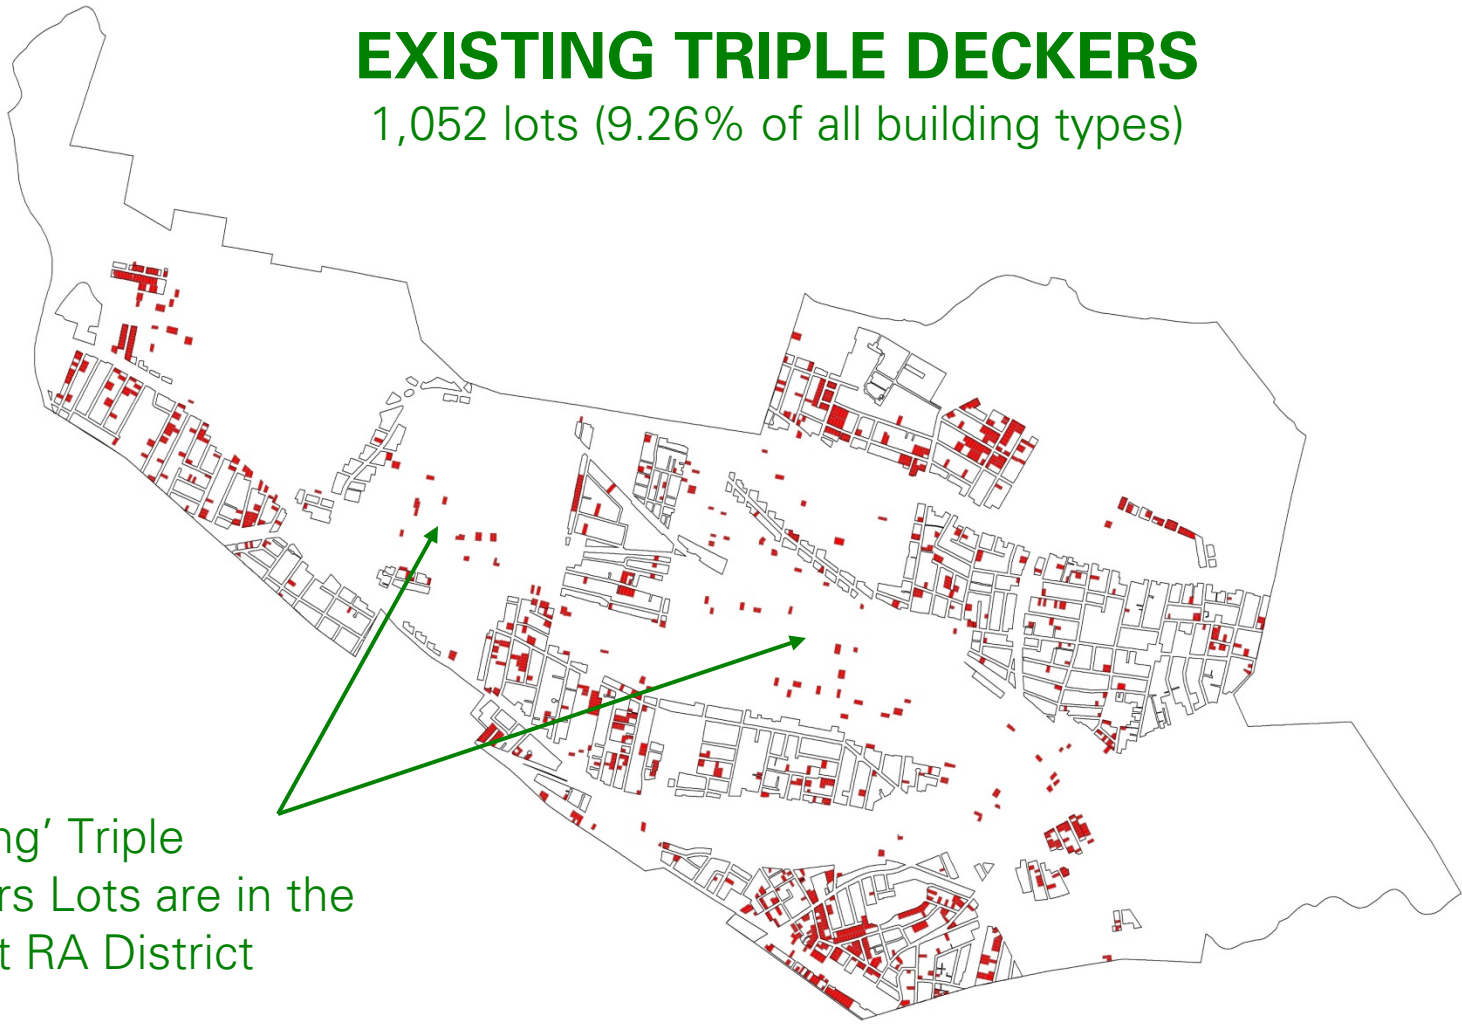 EXISTING TRIPLE DECKERS
1,052 lots (9.26% of all building types)
ng’ Triple
rs Lots are in the
t RA District